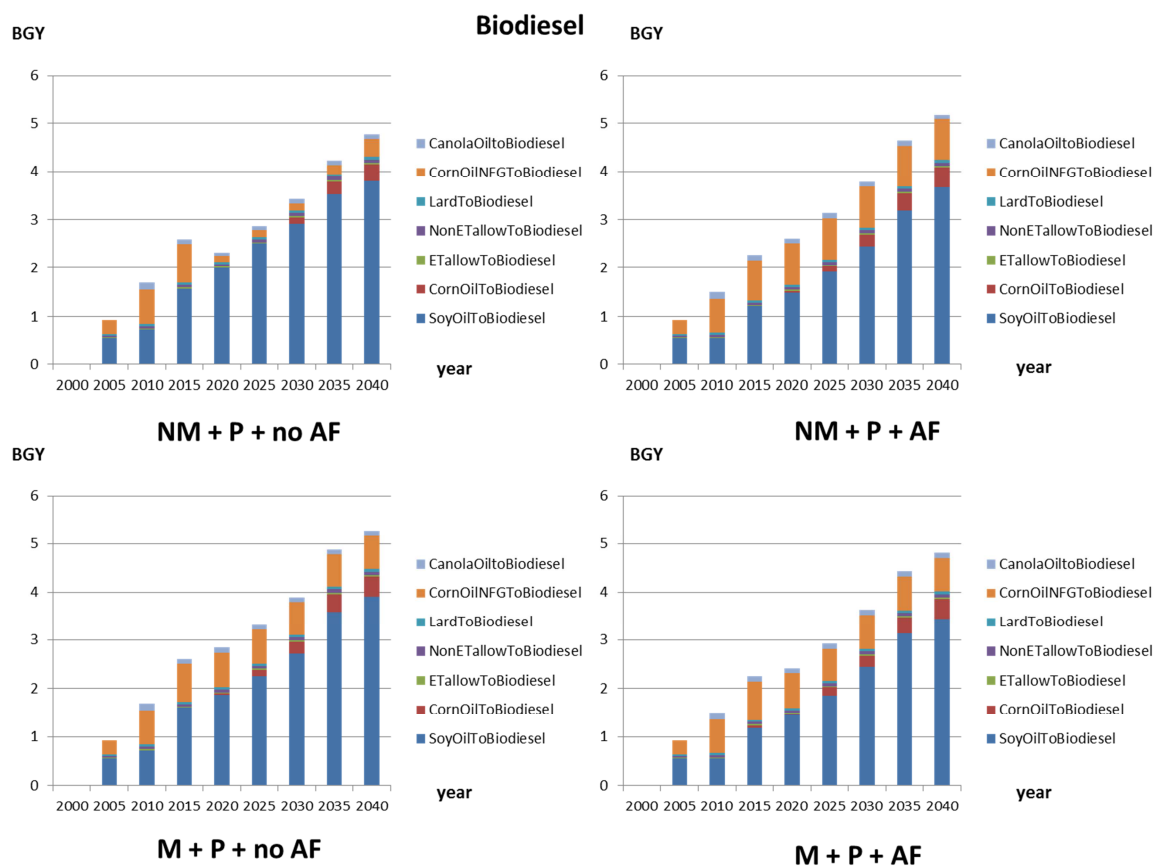 Biodiesel
BGY
6
5
4
3
2
1
0
2000 2005 2010 2015 2020 2025 2030 2035 2040
CanolaOiltoBiodiesel
CornOilNFGToBiodiesel
LardToBiodiesel
NonETallowToBiodiesel
ETallowToBiodiesel
CornOilToBiodiesel
SoyOilToBiodiesel
year
NM + P + no AF
BGY
6
5
4
3
2
1
0
2000 2005 2010 2015 2020 2025 2030 2035 2040
CanolaOiltoBiodiesel
CornOilNFGToBiodiesel
LardToBiodiesel
NonETallowToBiodiesel
ETallowToBiodiesel
CornOilToBiodiesel
SoyOilToBiodiesel
year
NM + P + AF
BGY
6
5
4
3
2
1
0
2000 2005 2010 2015 2020 2025 2030 2035 2040
CanolaOiltoBiodiesel
CornOilNFGToBiodiesel
LardToBiodiesel
NonETallowToBiodiesel
ETallowToBiodiesel
CornOilToBiodiesel
SoyOilToBiodiesel
year
M + P + no AF
BGY
6
5
4
3
2
1
0
2000 2005 2010 2015 2020 2025 2030 2035 2040
CanolaOiltoBiodiesel
CornOilNFGToBiodiesel
LardToBiodiesel
NonETallowToBiodiesel
ETallowToBiodiesel
CornOilToBiodiesel
SoyOilToBiodiesel
year
M + P + AF